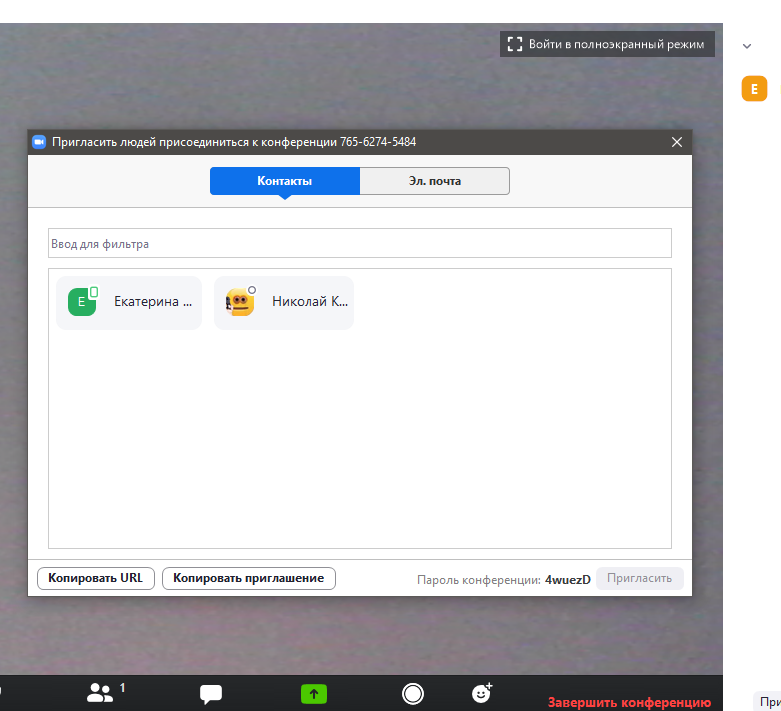 Войти в полноэкранный режим
E
Пригласить людей присоединиться к конференции 765-6274-5484
Контакты
Эл. почта
Ввод для фильтра
E
Екатерина ...
Николай К...
Копировать URL
Копировать приглашение
Пароль конференции: 4wuezD
Пригласить
1
Завершить конференцию
При